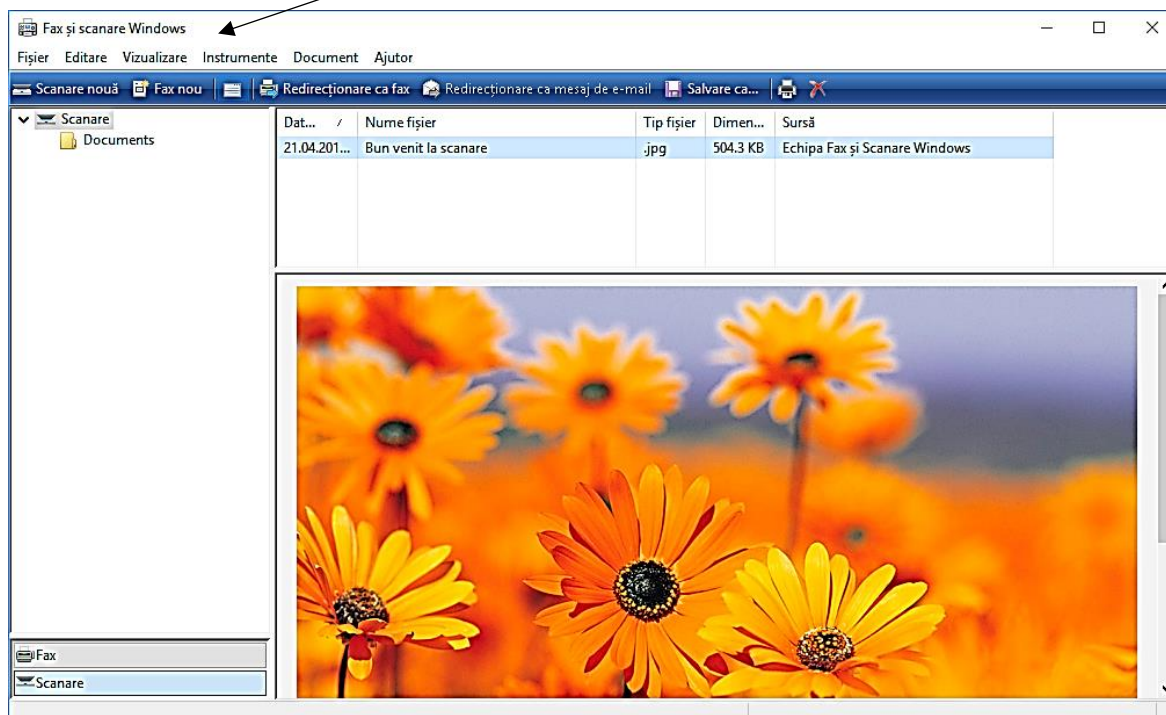 Fax și scanare Windows
Fișier Editare Vizualizare Instrumente Document Ajutor
Scanare nouă Fax nou Redirecționare ca fax Redirecționare ca mesaj de e-mail Salvare ca...
Scanare
Documents
Dat... Nume fișier Tip fișier Dimen... Sursă
21.04.201... Bun venit la scanare .jpg 504.3 KB Echipa Fax și Scanare Windows
Fax
Scanare